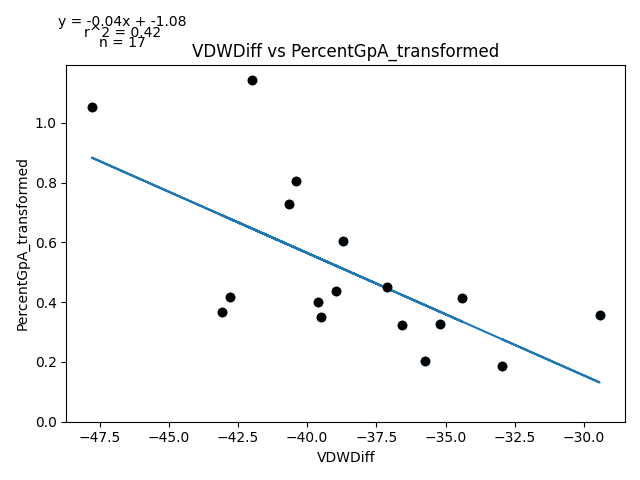 y = -0.04x + -1.08
r^2 = 0.42
n = 17
VDWDiff vs PercentGpA_transformed
PercentGpA_transformed
1.0
0.8
0.6
0.4
0.2
0.0
−47.5 −45.0 −42.5 −40.0 −37.5 −35.0 −32.5 −30.0
VDWDiff